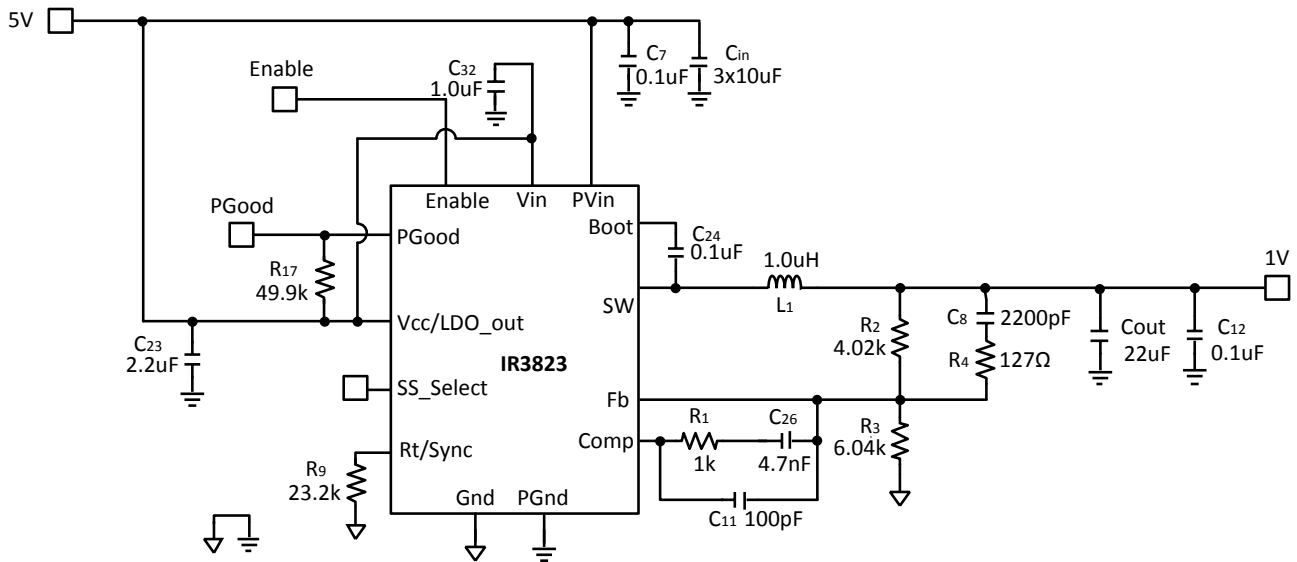 5V
C7
0.1uF
Cin
3x10uF
C32
1.0uF
Enable
Enable
Vin
PVin
PGood
PGood
Boot
C24
0.1uF
R17
49.9k
1.0uH
L1
1V
SW
Vcc/LDO_out
C23
2.2uF
IR3823
R2
4.02k
C8
2200pF
R4
127Ω
Cout
22uF
C12
0.1uF
SS_Select
Fb
Comp
R1
1k
C26
4.7nF
R3
6.04k
Rt/Sync
R9
23.2k
Gnd
PGnd
C11
100pF